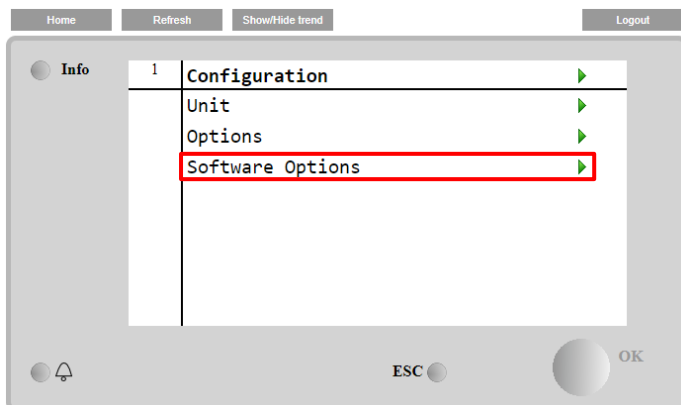 Home Refresh Show/Hide trend Logout
Info 1 Configuration
Unit
Options
Software Options
ESC OK